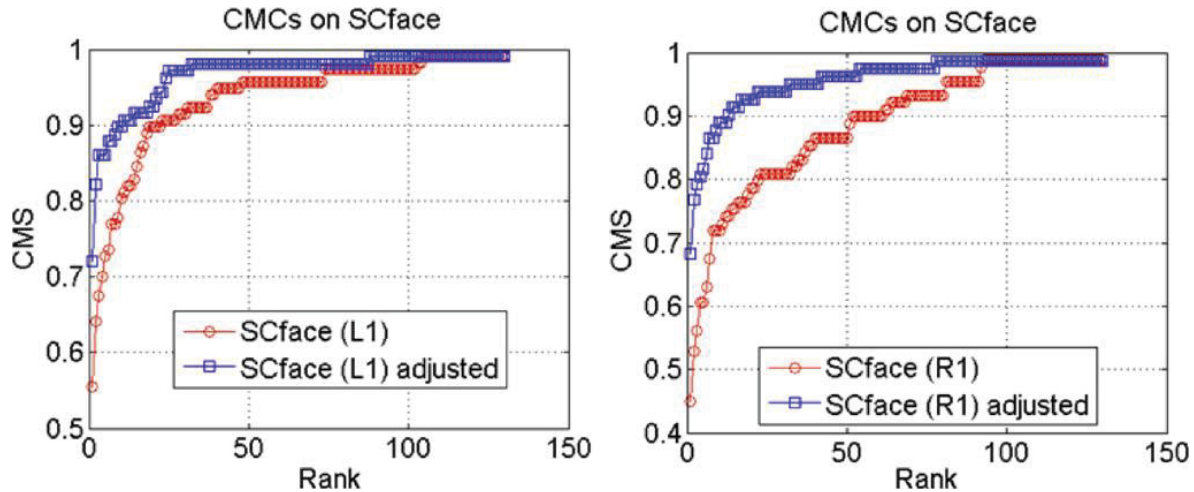 CMCs on SCface
1
0.9
0.8
0.7
0.6
0.5
CMS
0 50 100 150
Rank
SCface (L1)
SCface (L1) adjusted
CMCs on SCface
1
0.9
0.8
0.7
0.6
0.5
0.4
CMS
0 50 100 150
Rank
SCface (R1)
SCface (R1) adjusted